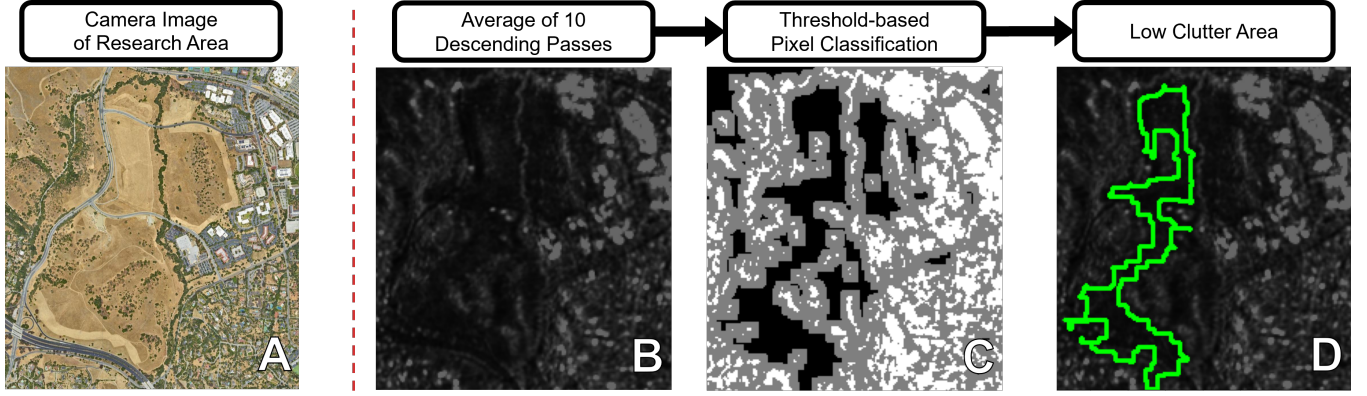 Camera Image
of Research Area
Average of 10
Descending Passes
Threshold-based
Pixel Classification
Low Clutter Area
A
B
C
D